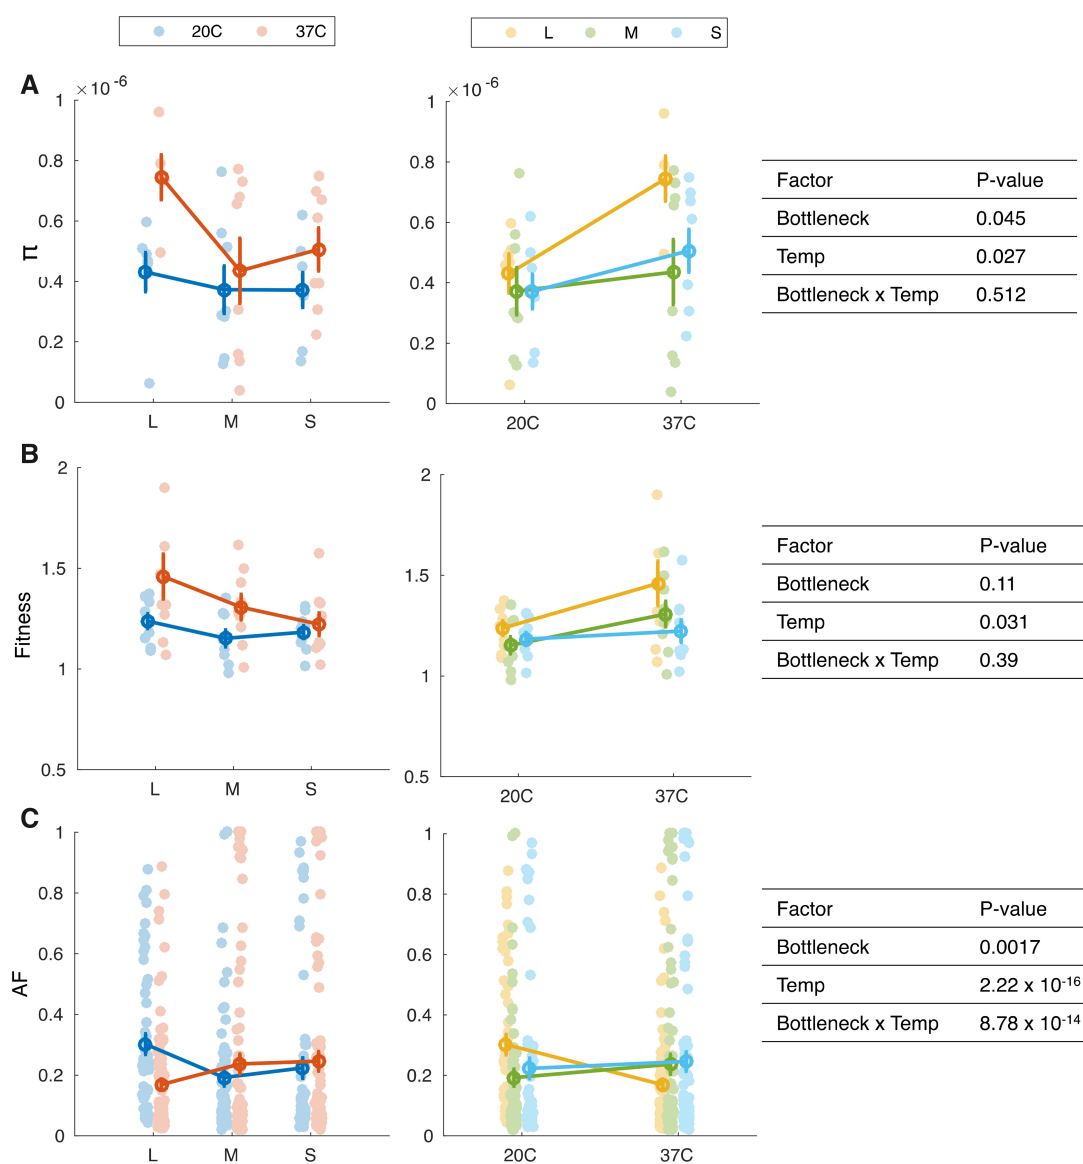 20C 37C
L M S
A
×10⁻⁶
1
0.8
0.6
0.4
0.2
0
π
L M S
×10⁻⁶
1
0.8
0.6
0.4
0.2
0
20C 37C
Factor P-value
Bottleneck 0.045
Temp 0.027
Bottleneck x Temp 0.512
B
2
1.5
1
0.5
Fitness
L M S
2
1.5
1
0.5
20C 37C
Factor P-value
Bottleneck 0.11
Temp 0.031
Bottleneck x Temp 0.39
C
1
0.8
0.6
0.4
0.2
0
AF
L M S
1
0.8
0.6
0.4
0.2
0
20C 37C
Factor P-value
Bottleneck 0.0017
Temp 2.22 x 10⁻¹⁶
Bottleneck x Temp 8.78 x 10⁻¹⁴